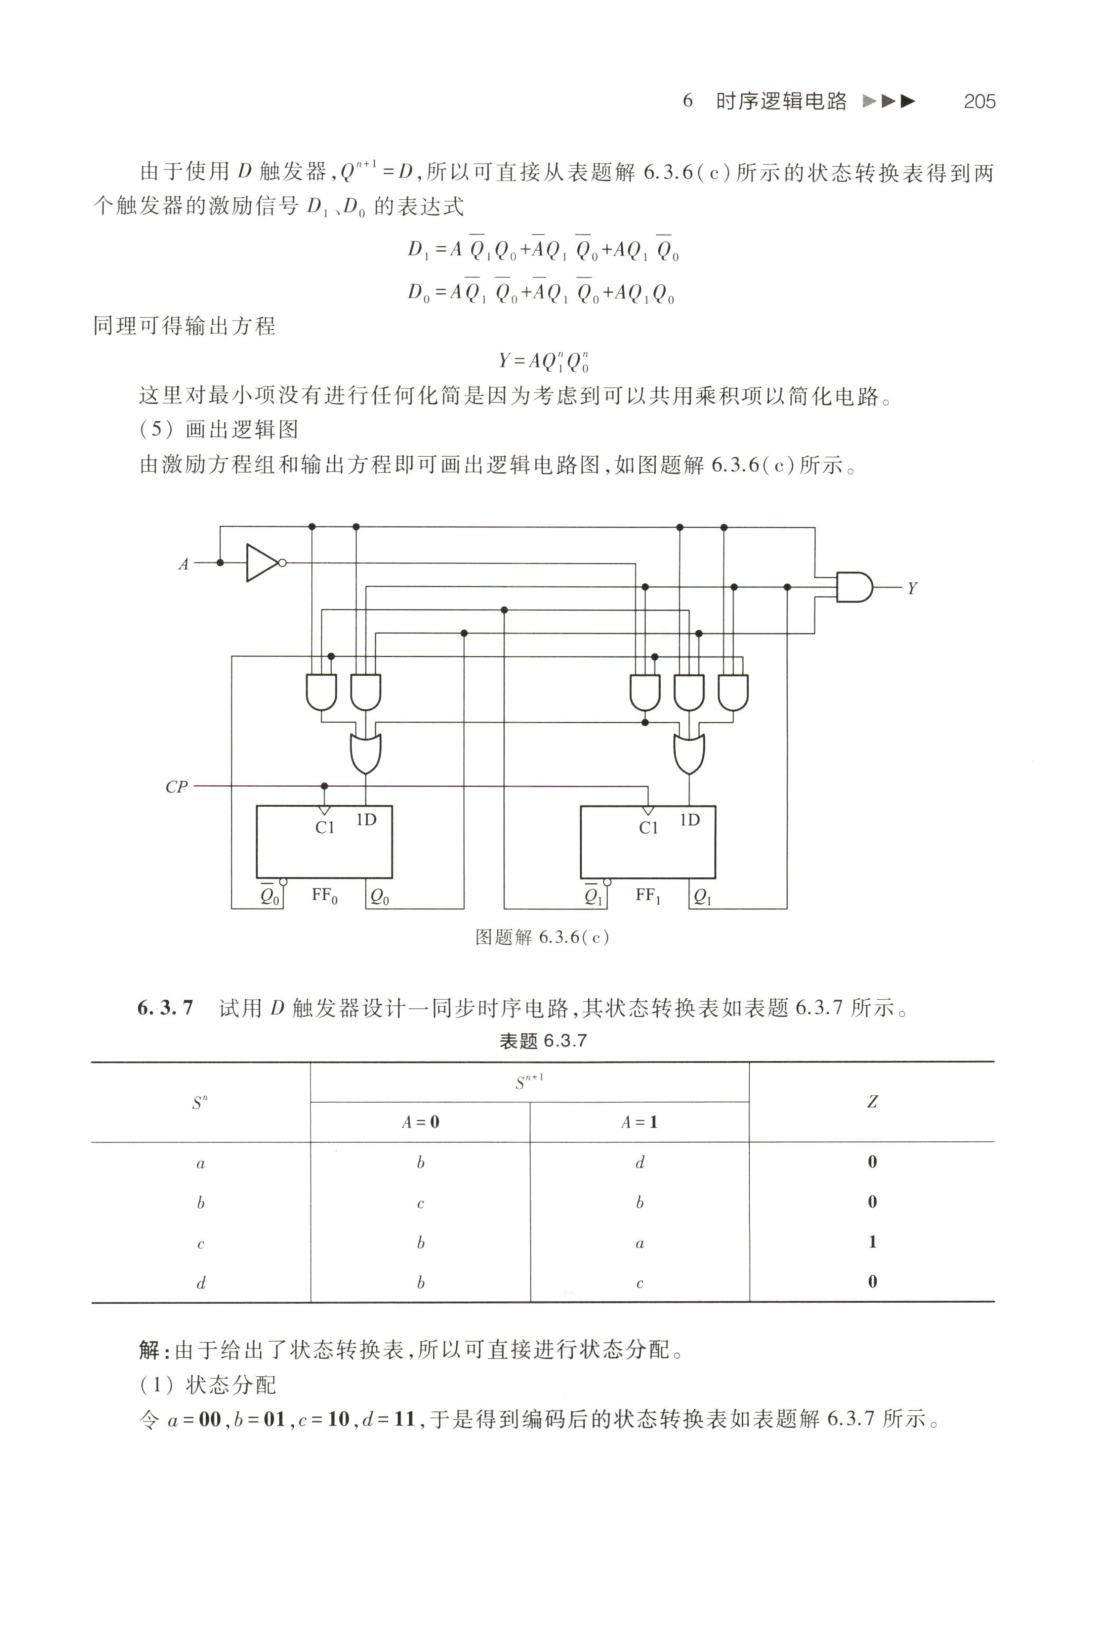 6 时序逻辑电路 ▶▶▶ 205
由于使用 D 触发器,Qⁿ⁺¹=D,所以可直接从表题解 6.3.6(c)所示的状态转换表得到两
个触发器的激励信号 D₁、D₀ 的表达式
D₁=A Q̅₁Q₀+A̅Q₁ Q̅₀+AQ₁ Q̅₀
D₀=AQ̅₁ Q̅₀+A̅Q₁ Q̅₀+AQ₁Q₀
同理可得输出方程
Y=AQ₁ⁿQ₀ⁿ
这里对最小项没有进行任何化简是因为考虑到可以共用乘积项以简化电路。
(5) 画出逻辑图
由激励方程组和输出方程即可画出逻辑电路图,如图题解 6.3.6(c)所示。
A
Y
CP
C1 1D
C1 1D
Q̅₀ FF₀ Q₀
Q̅₁ FF₁ Q₁
图题解 6.3.6(c)
6.3.7 试用 D 触发器设计一同步时序电路,其状态转换表如表题 6.3.7 所示。
表题 6.3.7
Sⁿ Sⁿ⁺¹ Z
A=0 A=1
a b d 0
b c b 0
c b a 1
d b c 0
解:由于给出了状态转换表,所以可直接进行状态分配。
(1) 状态分配
令 a=00,b=01,c=10,d=11,于是得到编码后的状态转换表如表题解 6.3.7 所示。